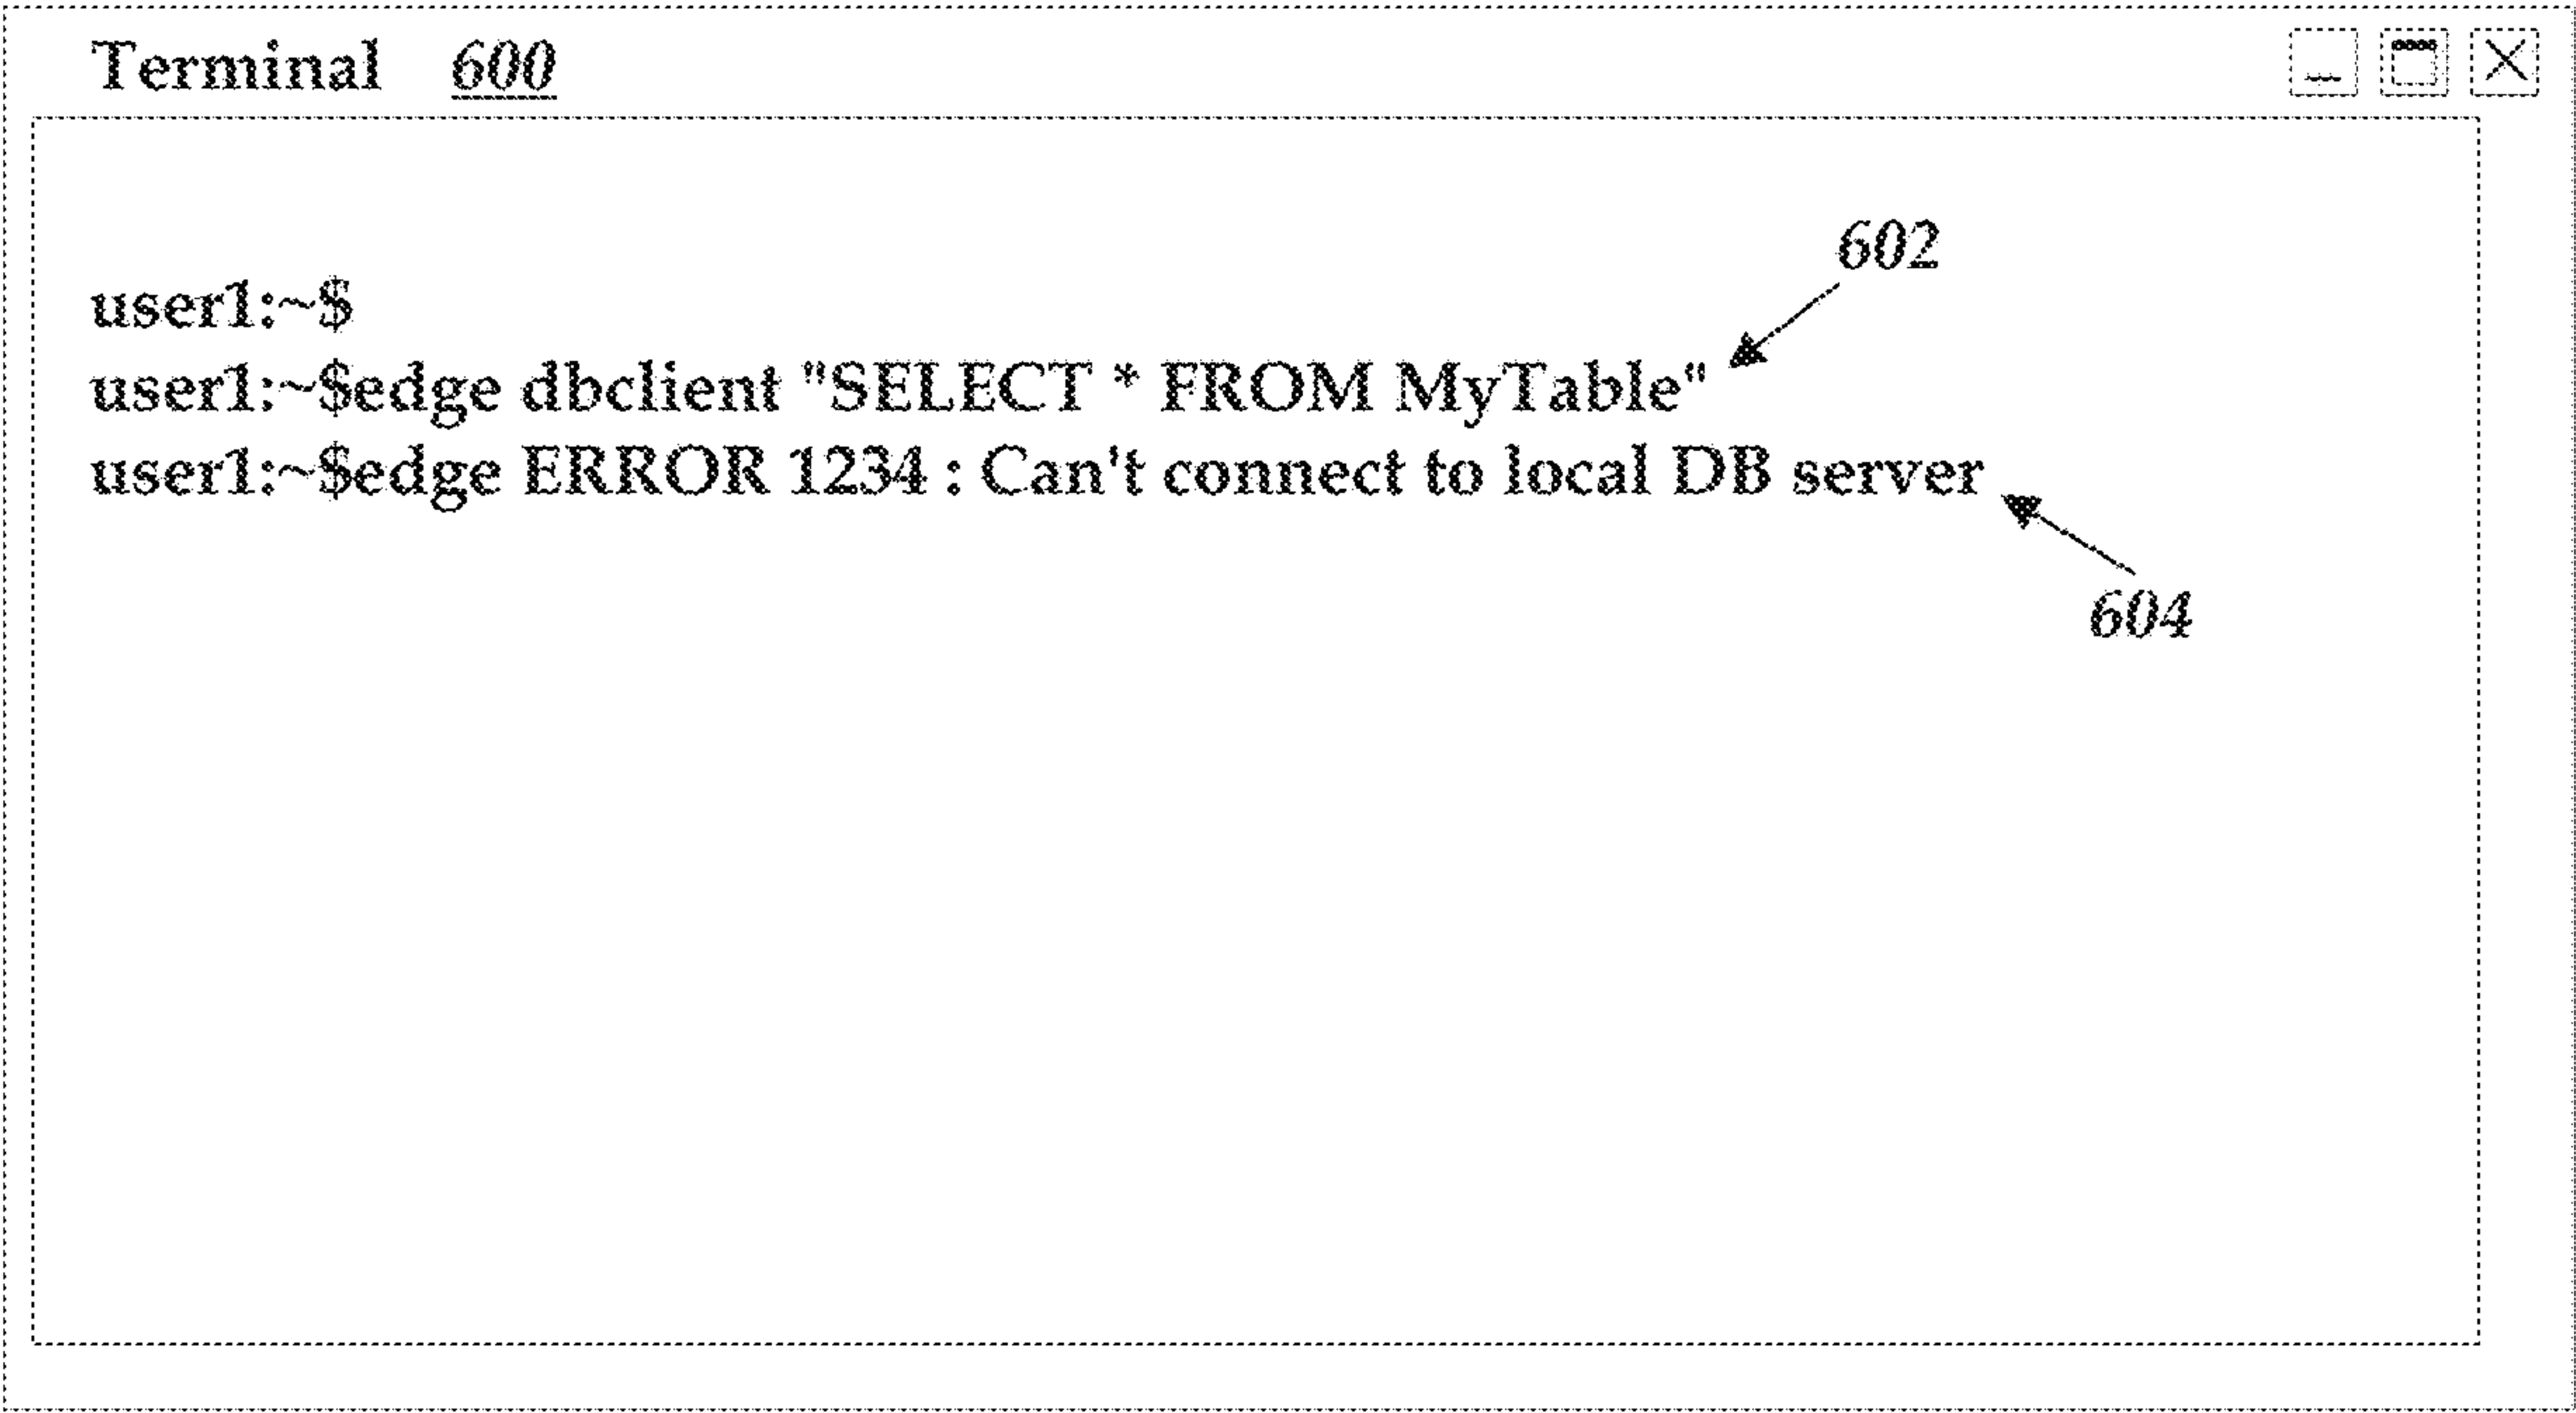 Terminal 600
602
user1:~$
user1:~$edge dbclient "SELECT * FROM MyTable"
user1:~$edge ERROR 1234 : Can't connect to local DB server
604